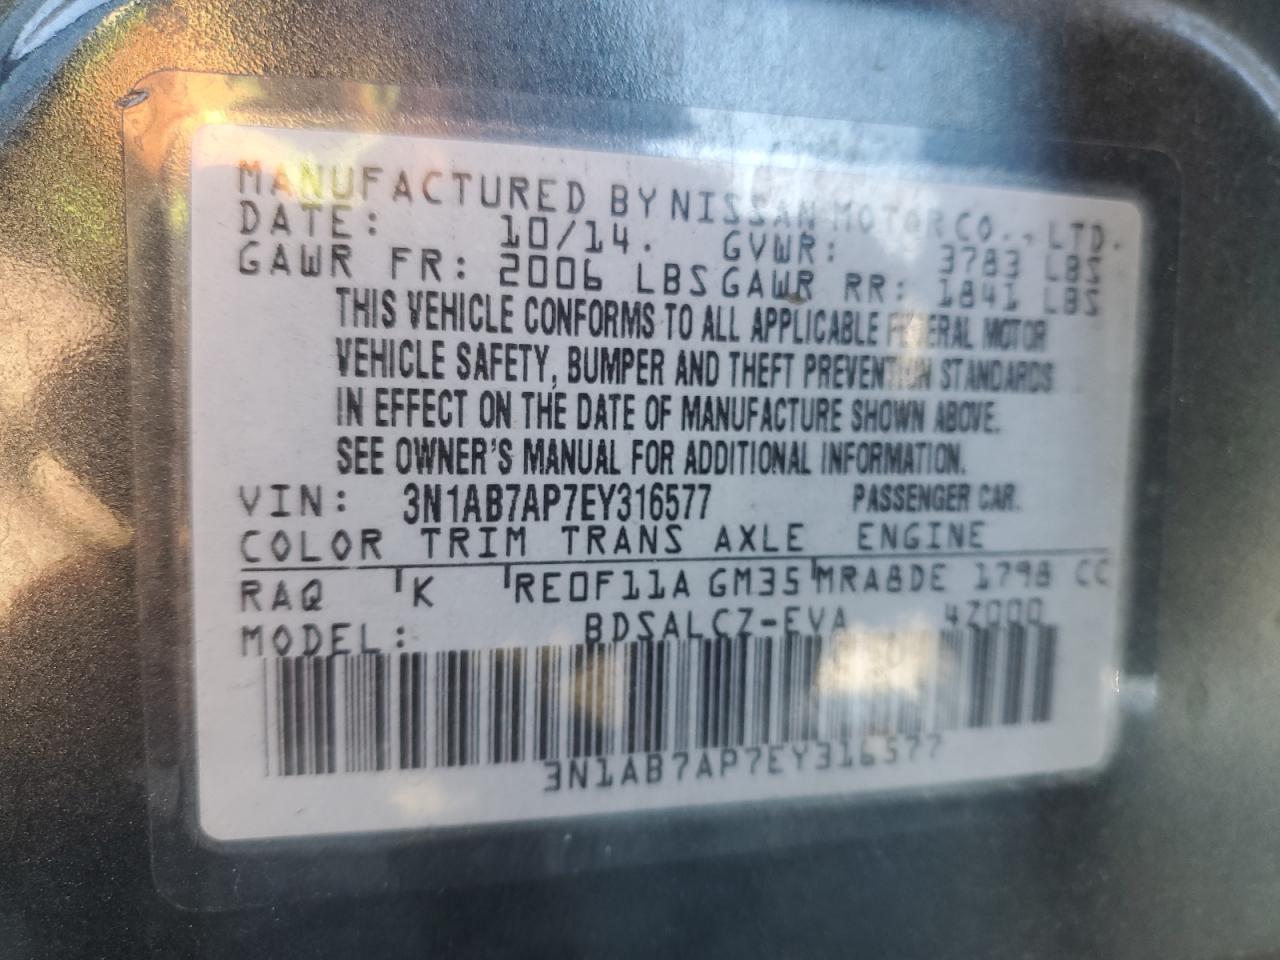 MANUFACTURED BY NISSAN MOTOR CO., LTD.
DATE: 10/14. GVWR: 3783 LBS
GAWR FR: 2006 LBS GAWR RR: 1841 LBS
THIS VEHICLE CONFORMS TO ALL APPLICABLE FEDERAL MOTOR
VEHICLE SAFETY, BUMPER AND THEFT PREVENTION STANDARDS
IN EFFECT ON THE DATE OF MANUFACTURE SHOWN ABOVE.
SEE OWNER'S MANUAL FOR ADDITIONAL INFORMATION.
VIN: 3N1AB7AP7EY316577 PASSENGER CAR.
COLOR TRIM TRANS AXLE ENGINE
RAQ K RE0F11A GM35 MRA8DE 1798 CC
MODEL: BDSALCZ-EVA 4Z000
3N1AB7AP7EY316577